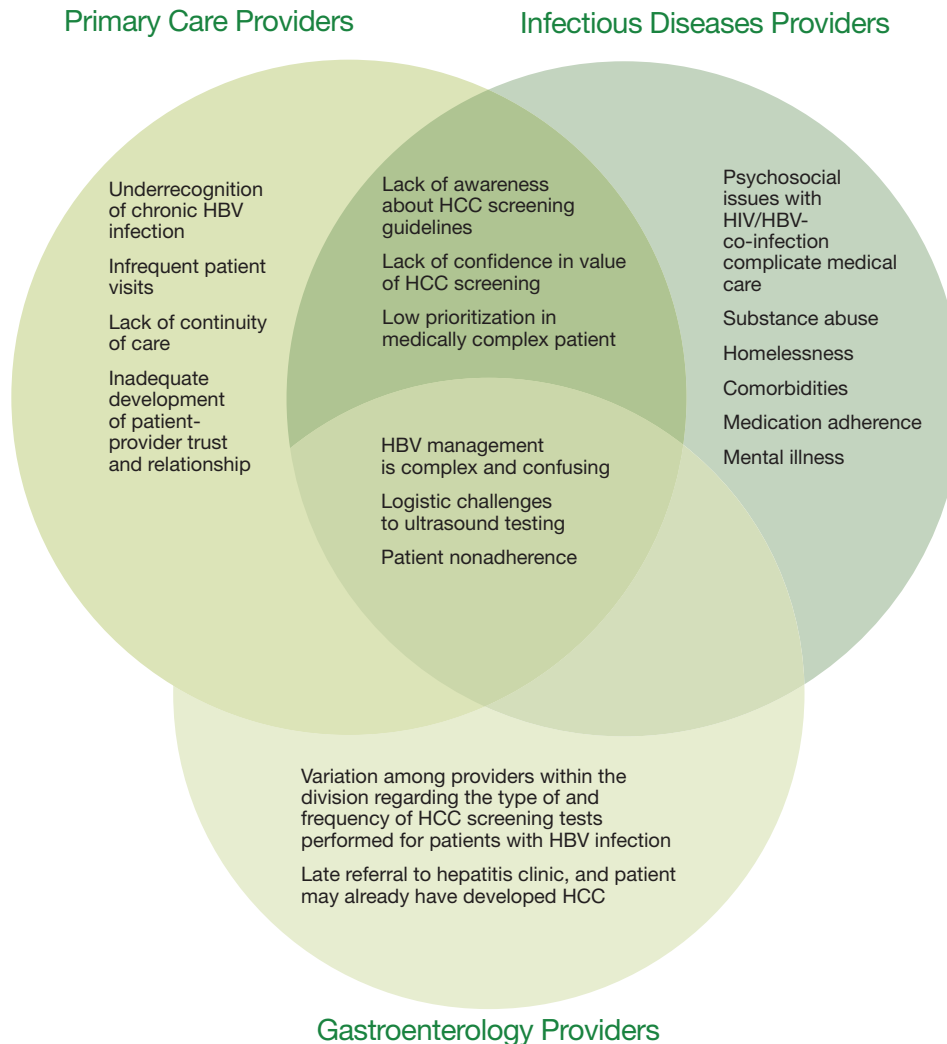 Primary Care Providers
Infectious Diseases Providers
Underrecognition
of chronic HBV
infection
Infrequent patient
visits
Lack of continuity
of care
Inadequate
development
of patient-
provider trust
and relationship
Lack of awareness
about HCC screening
guidelines
Lack of confidence in value
of HCC screening
Low prioritization in
medically complex patient
Psychosocial
issues with
HIV/HBV-
co-infection
complicate medical
care
Substance abuse
Homelessness
Comorbidities
Medication adherence
Mental illness
HBV management
is complex and confusing
Logistic challenges
to ultrasound testing
Patient nonadherence
Variation among providers within the
division regarding the type of and
frequency of HCC screening tests
performed for patients with HBV infection
Late referral to hepatitis clinic, and patient
may already have developed HCC
Gastroenterology Providers